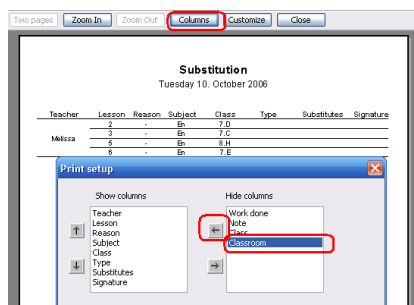 Two pages Zoom In Zoom Out Columns Customize Close
Substitution
Tuesday 10. October 2006
Teacher Lesson Reason Subject Class Type Substitutes Signature
2 - En 7.D
Melissa 3 - En 7.C
5 - En 8.H
6 - En 7.E
Print setup
Show columns Hide columns
Teacher Work done
Lesson Note
Reason Class
Subject Classroom
Class
Type
Substitutes
Signature